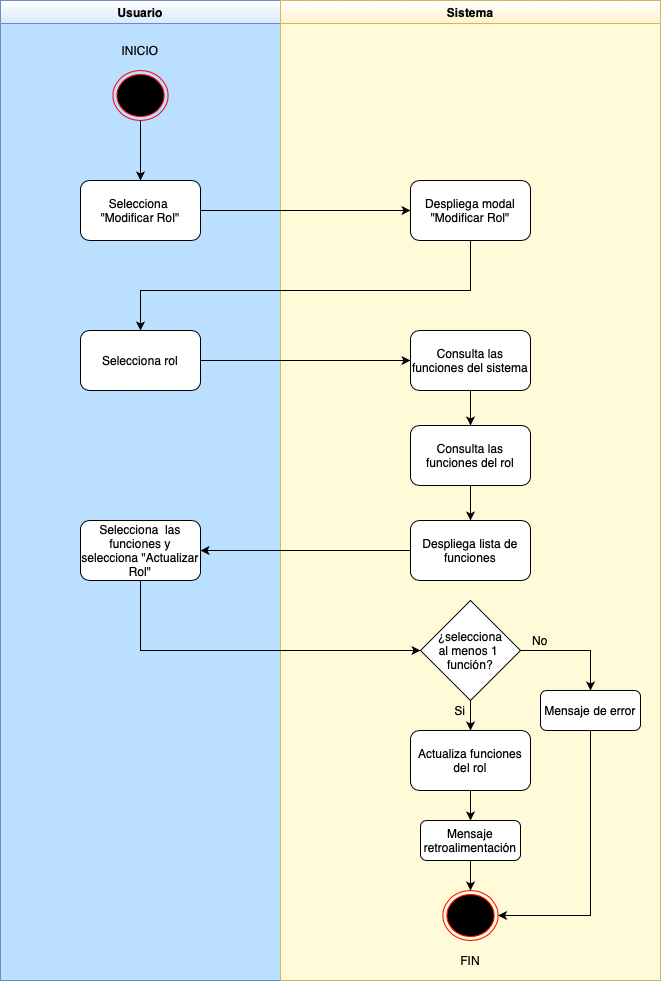 Usuario
Sistema
INICIO
Selecciona
"Modificar Rol"
Despliega modal
"Modificar Rol"
Selecciona rol
Consulta las
funciones del sistema
Consulta las
funciones del rol
Selecciona  las
funciones y
selecciona "Actualizar
Rol"
Despliega lista de
funciones
¿selecciona
al menos 1
función?
No
Mensaje de error
Si
Actualiza funciones
del rol
Mensaje
retroalimentación
FIN